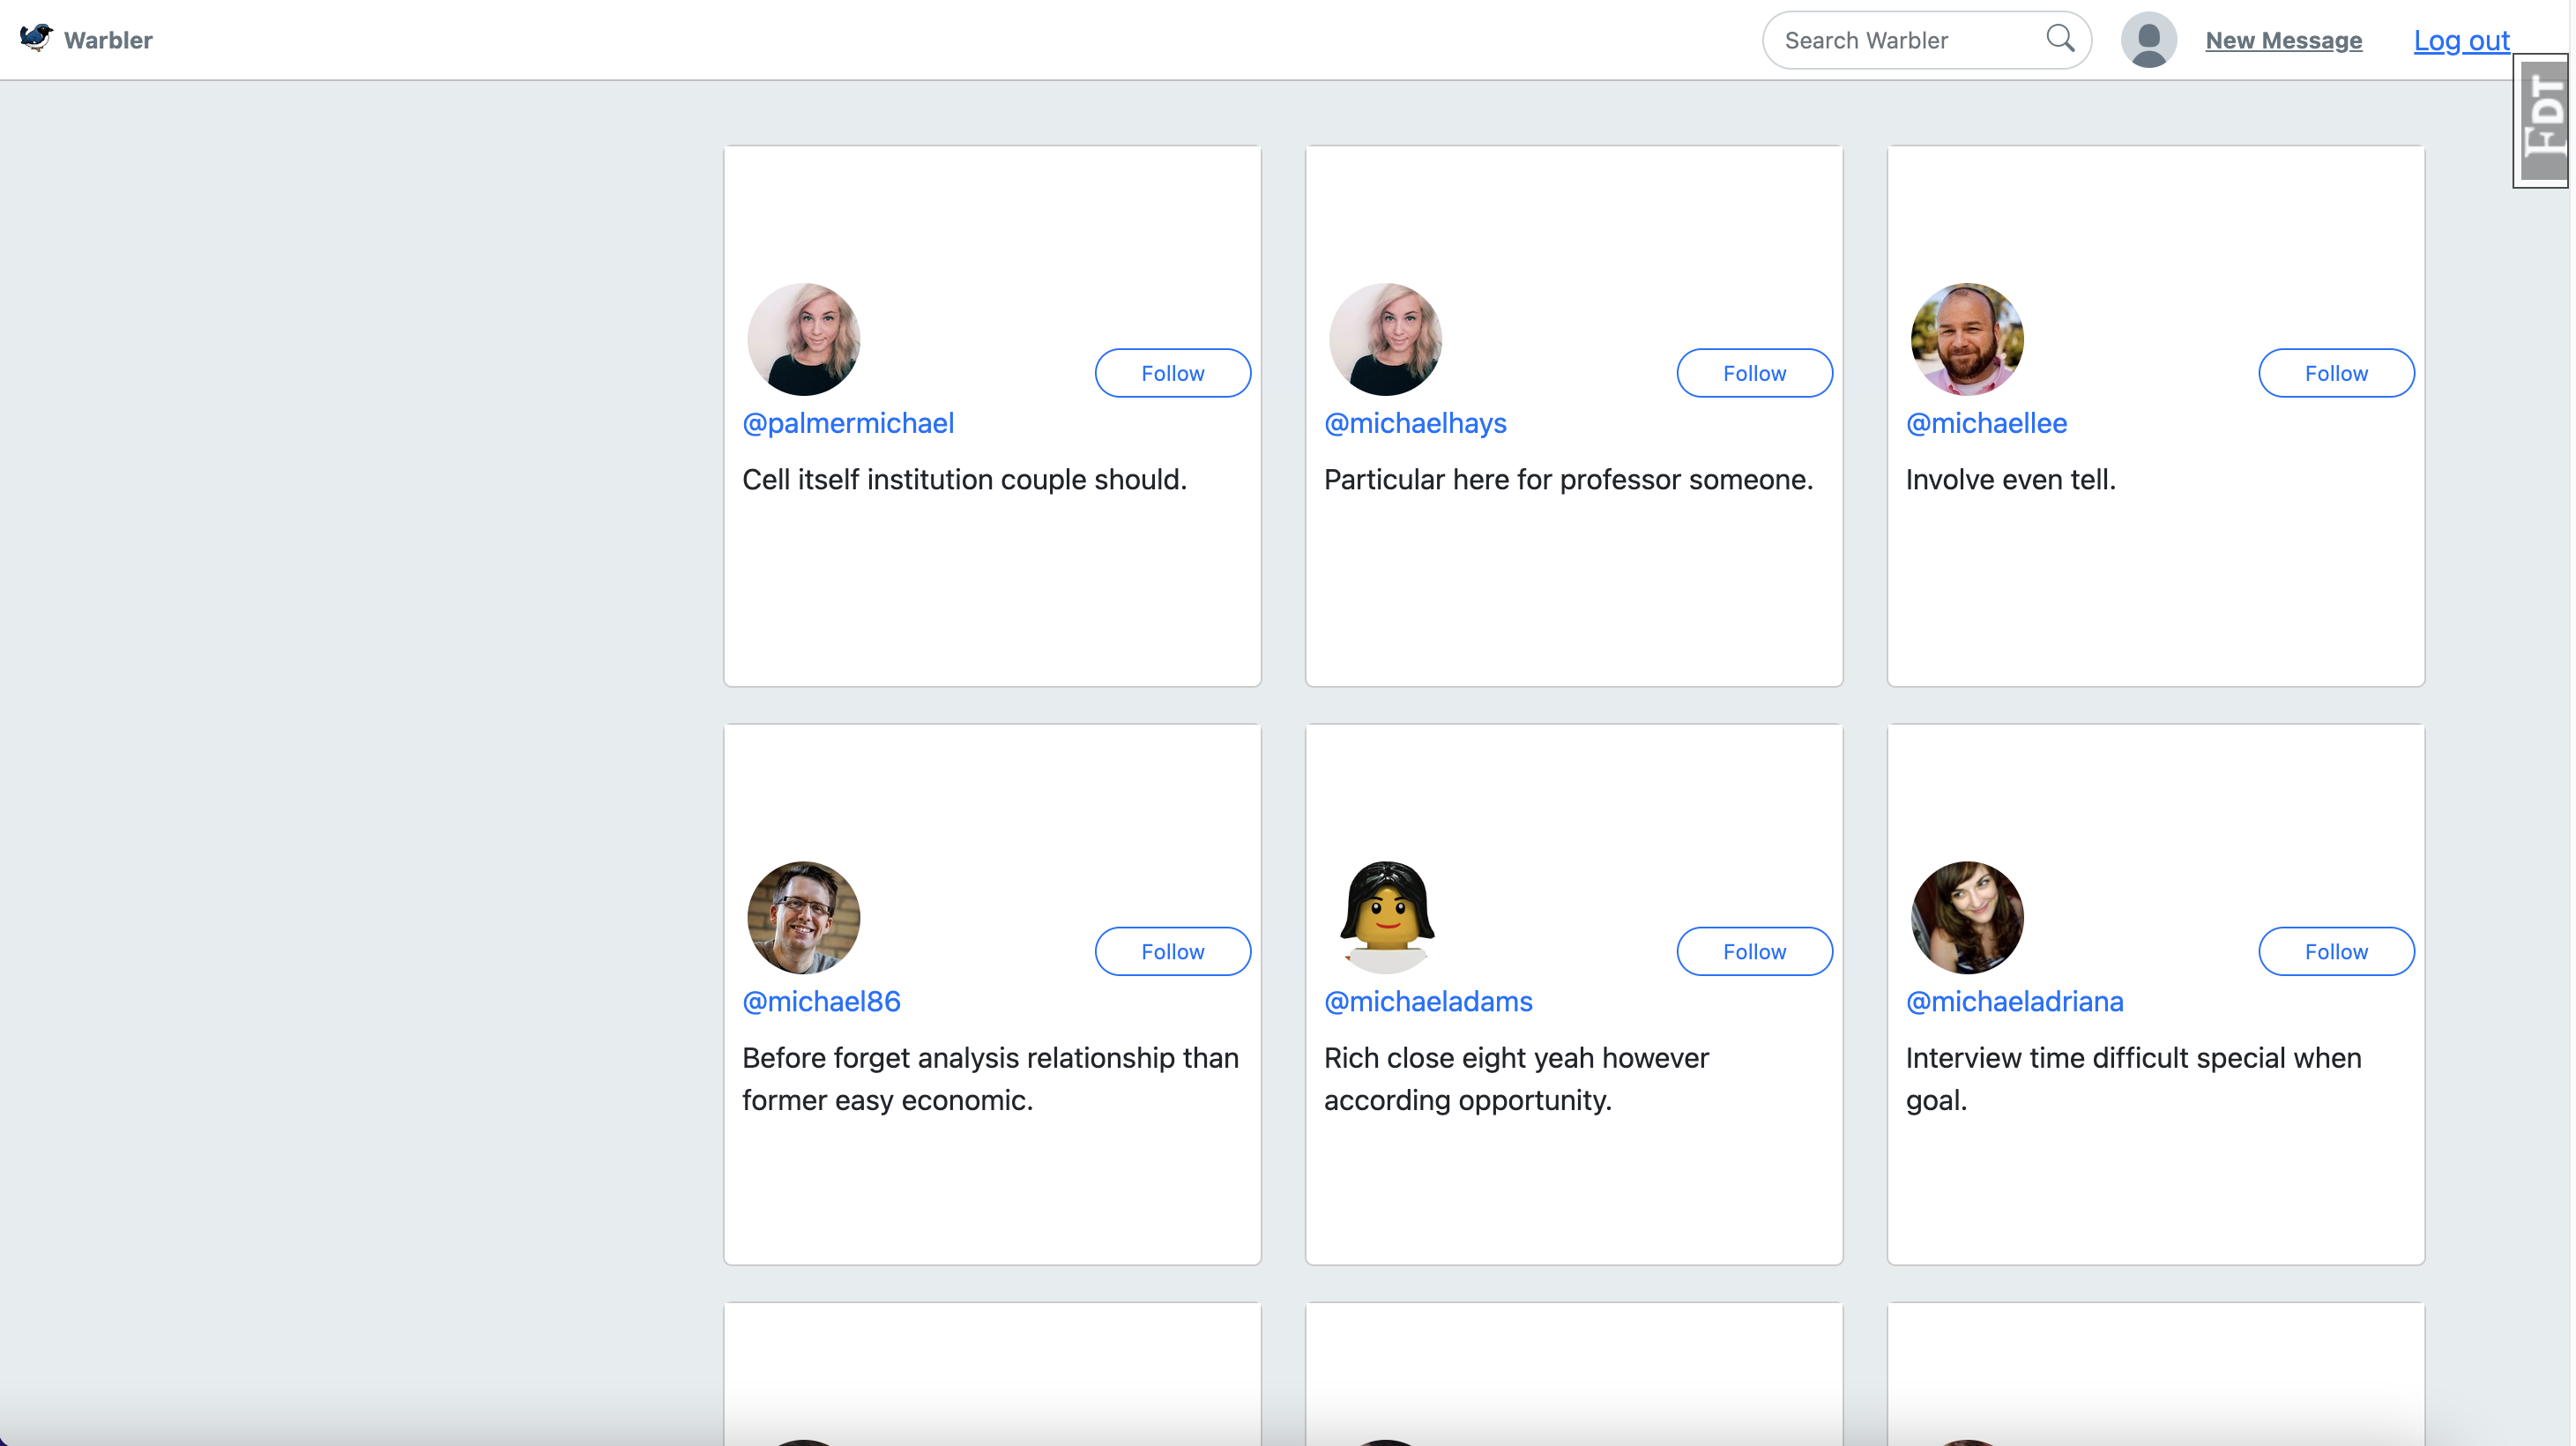 Warbler
Search Warbler
New Message
Log out
FDT
Follow
@palmermichael
Cell itself institution couple should.
Follow
@michaelhays
Particular here for professor someone.
Follow
@michaellee
Involve even tell.
Follow
@michael86
Before forget analysis relationship than
former easy economic.
Follow
@michaeladams
Rich close eight yeah however
according opportunity.
Follow
@michaeladriana
Interview time difficult special when
goal.